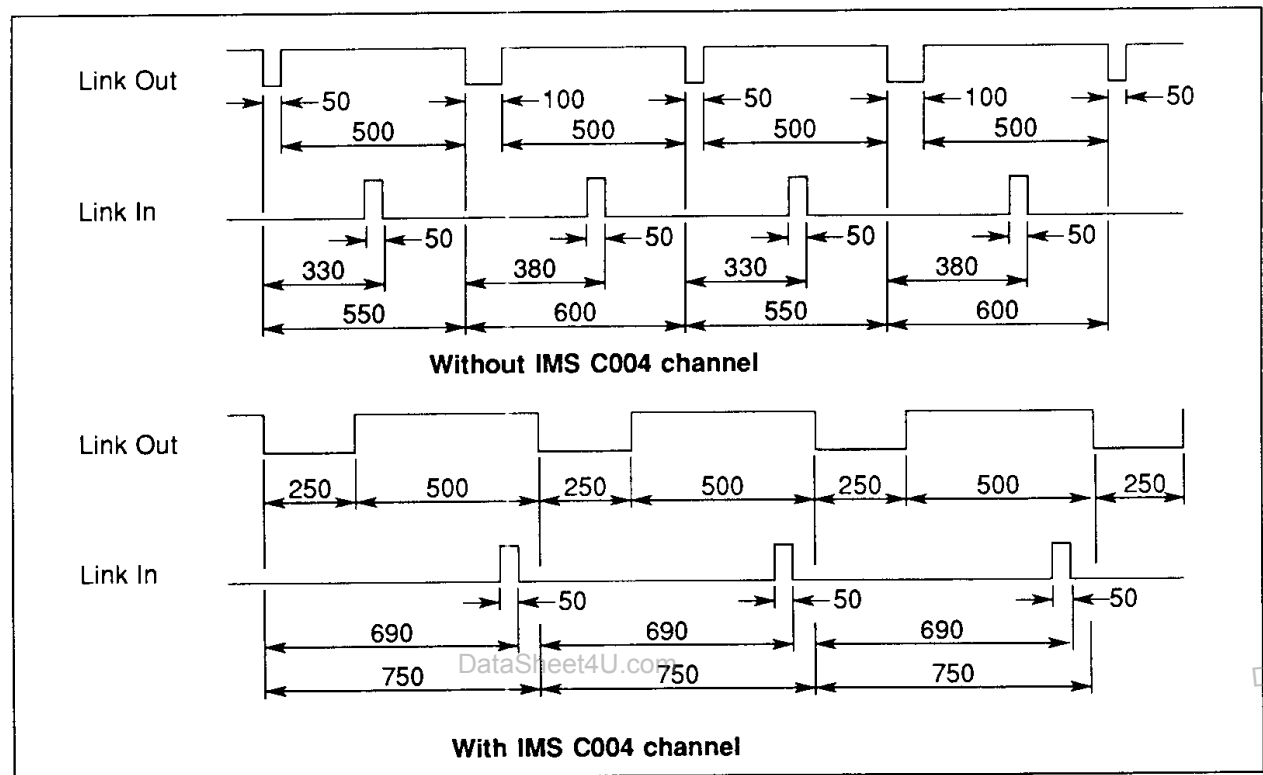 Link Out
50 100 50 100 50
500 500 500 500
Link In
50 50 50 50
330 380 330 380
550 600 550 600
Without IMS C004 channel
Link Out
250 500 250 500 250 500 250
Link In
50 50 50
690 690 690
DataSheet4U.com
750 750 750
With IMS C004 channel